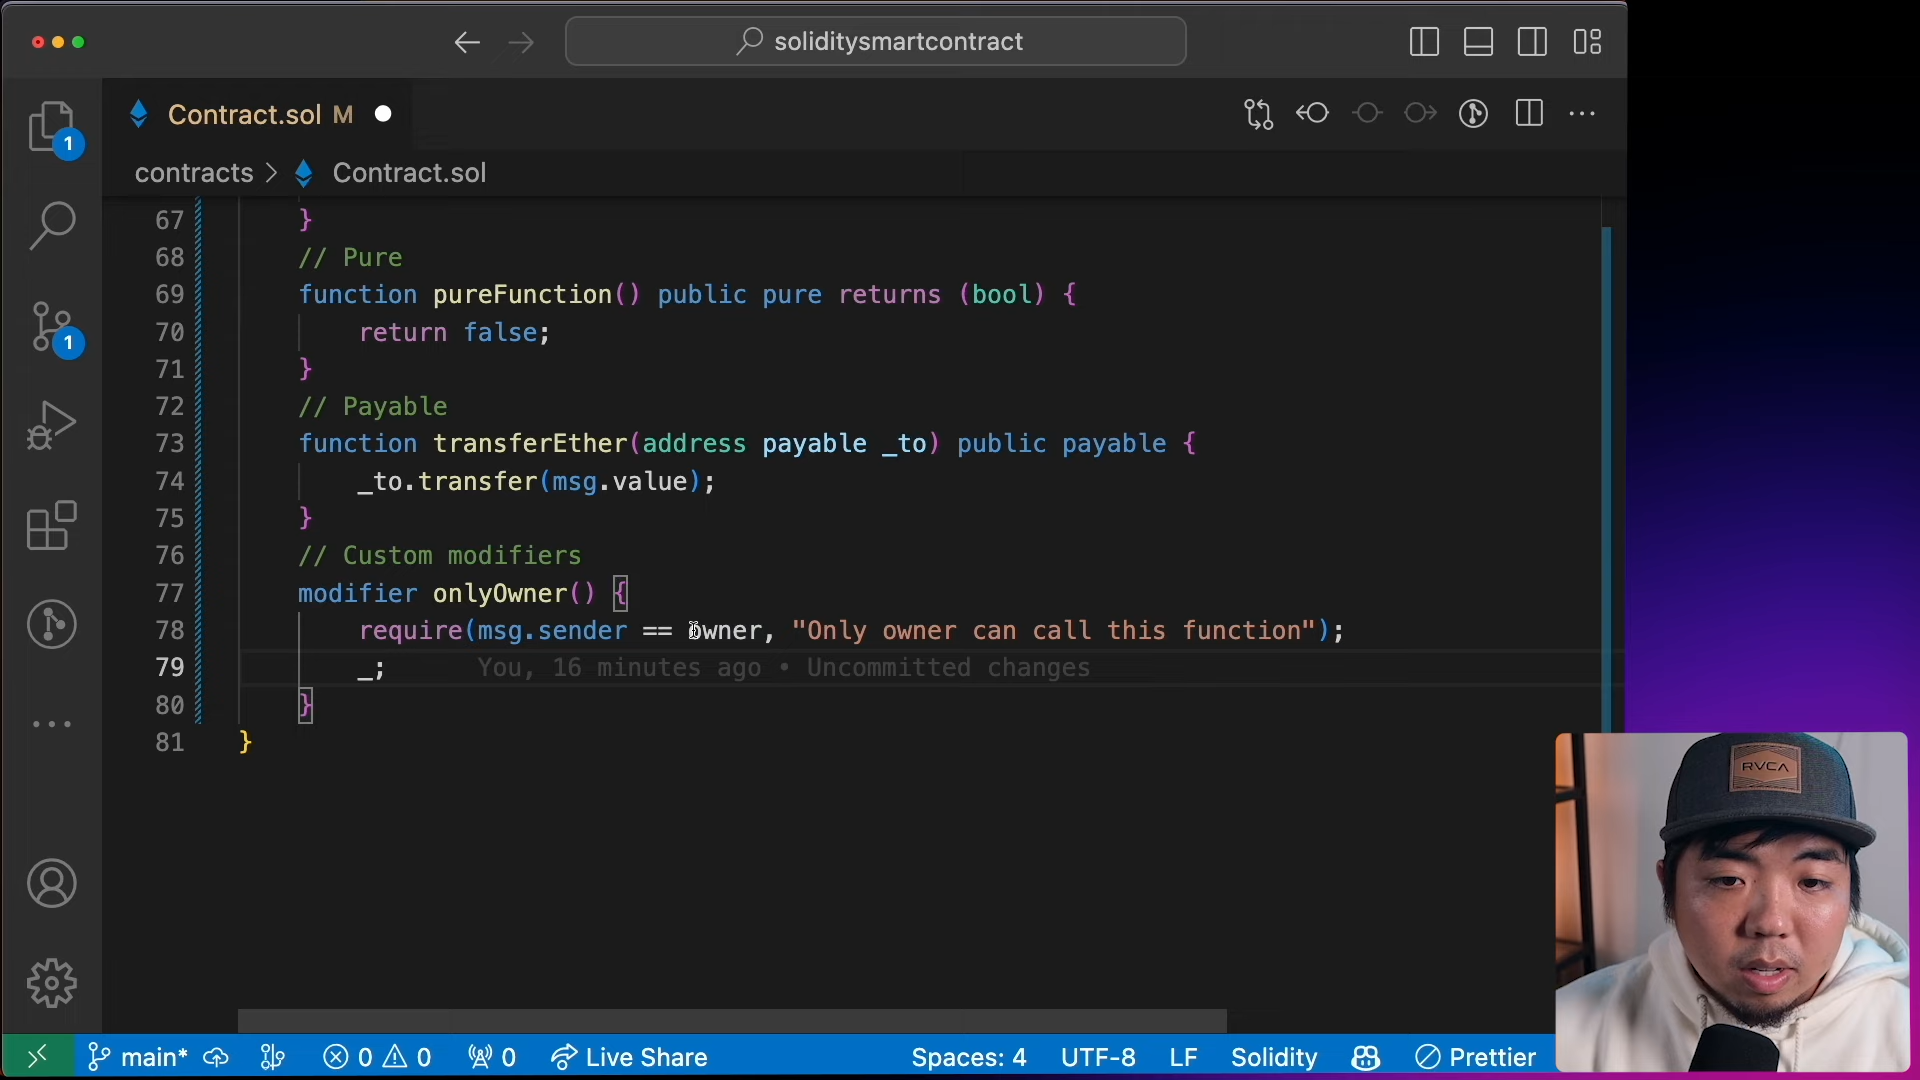 soliditysmartcontract
Contract.sol M
contracts > Contract.sol
1
1
67 }
68 // Pure
69 function pureFunction() public pure returns (bool) {
70 return false;
71 }
72 // Payable
73 function transferEther(address payable _to) public payable {
74 _to.transfer(msg.value);
75 }
76 // Custom modifiers
77 modifier onlyOwner() {
78 require(msg.sender == owner, "Only owner can call this function");
79 _; You, 16 minutes ago • Uncommitted changes
80 }
81 }
RVCA
main* 0 0 0 Live Share Spaces: 4 UTF-8 LF Solidity Prettier